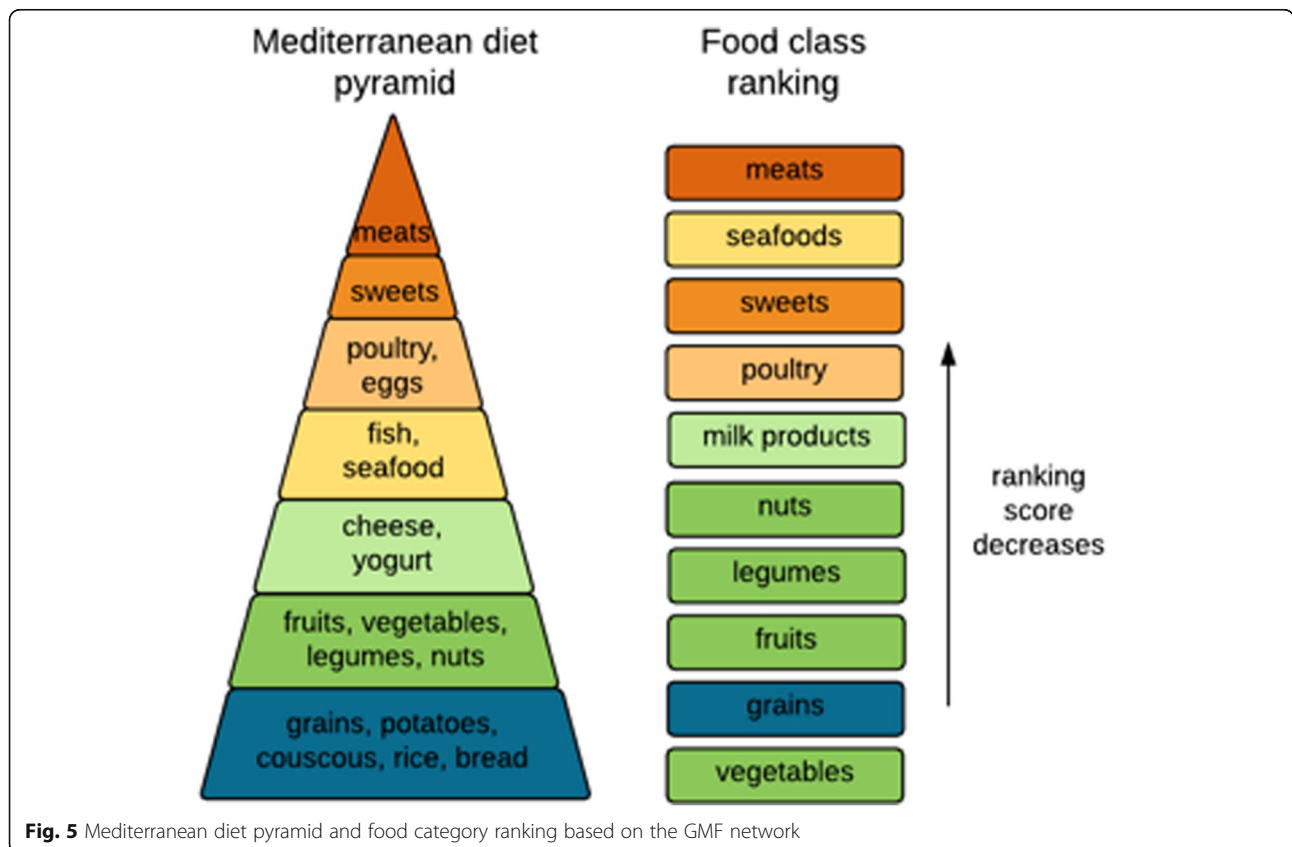 Mediterranean diet
pyramid
meats
sweets
poultry,
eggs
fish,
seafood
cheese,
yogurt
fruits, vegetables,
legumes, nuts
grains, potatoes,
couscous, rice, bread
Food class
ranking
meats
seafoods
sweets
poultry
milk products
nuts
legumes
fruits
grains
vegetables
ranking
score
decreases
Fig. 5 Mediterranean diet pyramid and food category ranking based on the GMF network